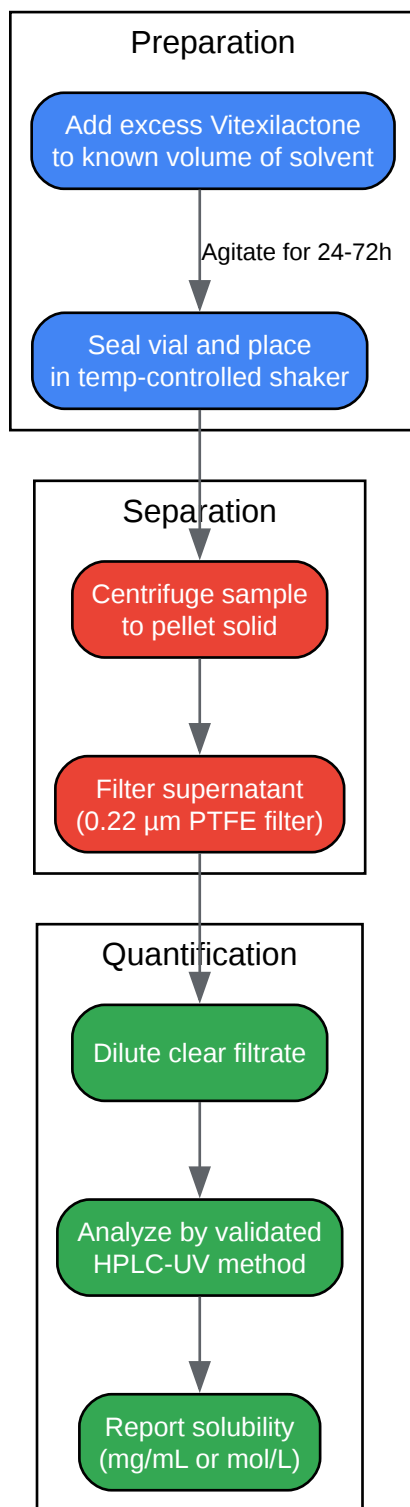 Preparation
Add excess Vitexilactone
to known volume of solvent
Agitate for 24-72h
Seal vial and place
in temp-controlled shaker
Separation
Centrifuge sample
to pellet solid
Filter supernatant
(0.22 µm PTFE filter)
Quantification
Dilute clear filtrate
Analyze by validated
HPLC-UV method
Report solubility
(mg/mL or mol/L)